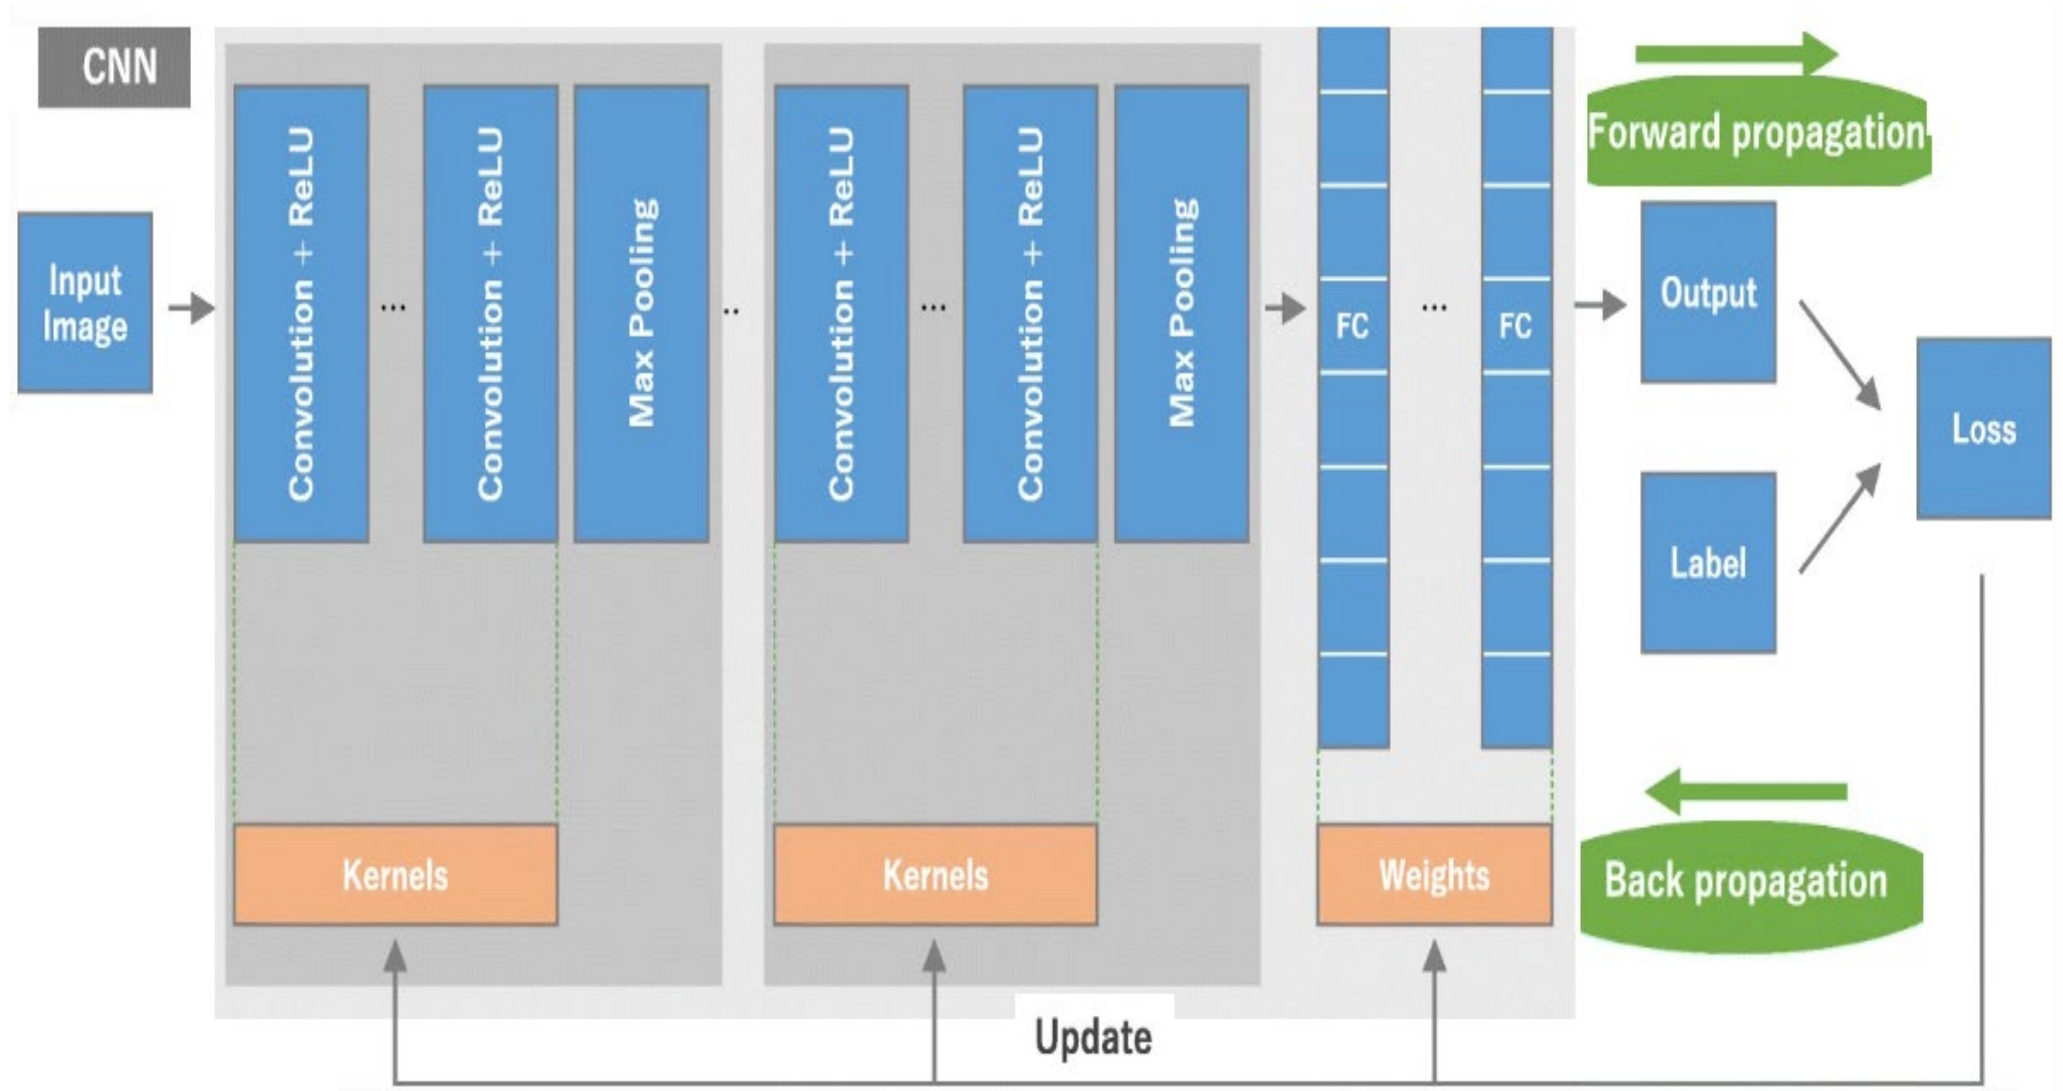 CNN
Input
Image
Convolution + ReLU
...
Convolution + ReLU
Max Pooling
..
Convolution + ReLU
...
Convolution + ReLU
Max Pooling
FC
...
FC
Forward propagation
Output
Label
Loss
Kernels
Kernels
Weights
Back propagation
Update